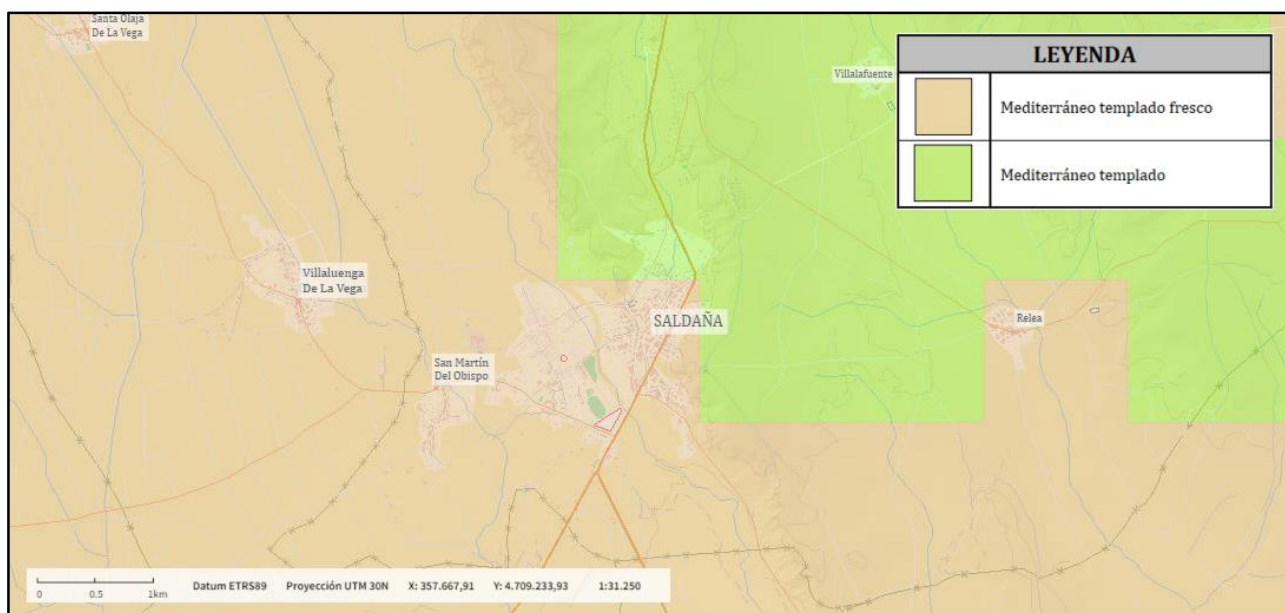 Santa Olaja
De La Vega
Villalafuente
LEYENDA
Mediterráneo templado fresco
Mediterráneo templado
Villaluenga
De La Vega
SALDAÑA
Relea
San Martín
Del Obispo
0 0.5 1km
Datum ETRS89 Proyección UTM 30N X: 357.667,91 Y: 4.709.233,93 1:31.250